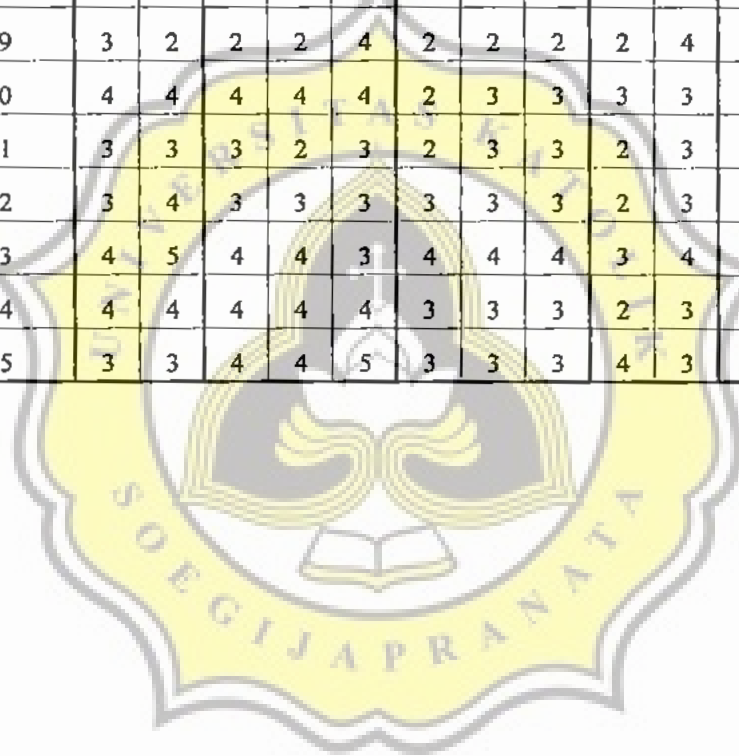 9 3 2 2 2 4 2 2 2 2 4
0 4 4 4 4 4 2 3 3 3 3
1 3 3 3 2 3 2 3 3 2 3
2 3 4 3 3 3 3 3 3 2 3
3 4 5 4 4 3 4 4 4 3 4
4 4 4 4 4 4 3 3 3 2 3
5 3 3 4 4 5 3 3 3 4 3
UNIVERSITAS KATOLIK
SOEGIJAPRANATA